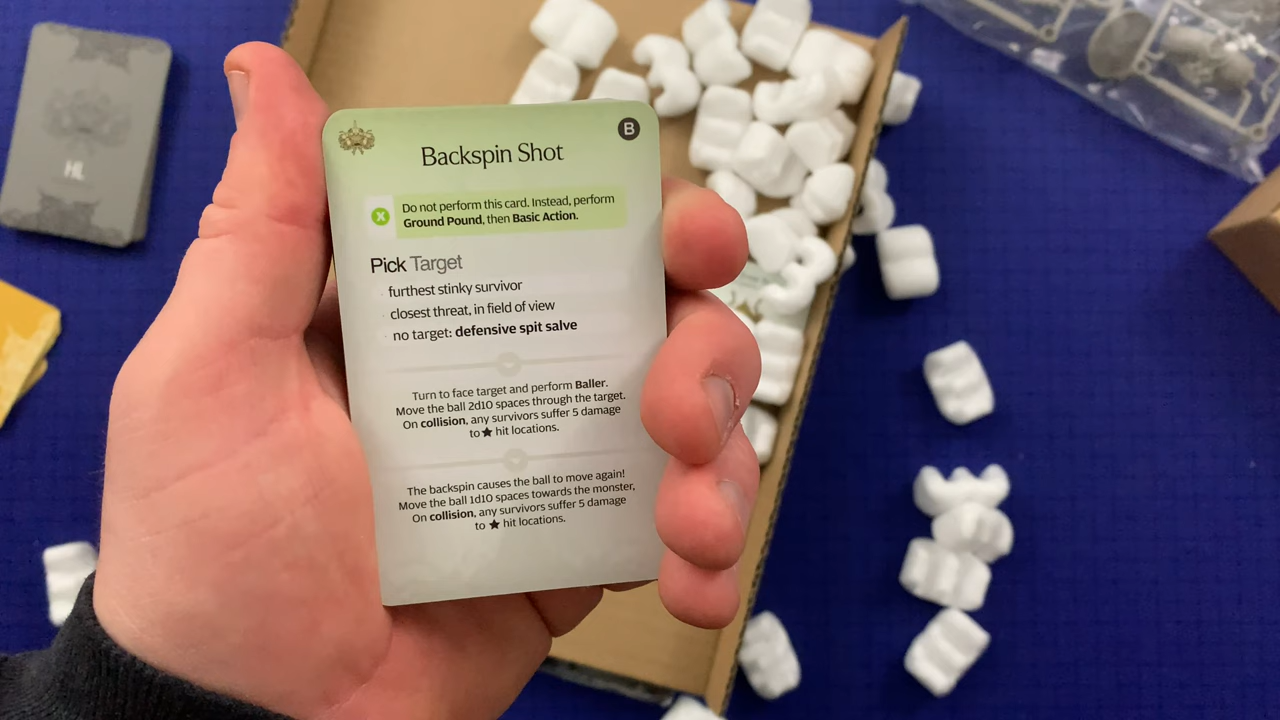 B
Backspin Shot
X
Do not perform this card. Instead, perform
Ground Pound, then Basic Action.
Pick Target
furthest stinky survivor
closest threat, in field of view
no target: defensive spit salve
Turn to face target and perform Baller.
Move the ball 2d10 spaces through the target.
On collision, any survivors suffer 5 damage
to ★ hit locations.
The backspin causes the ball to move again!
Move the ball 1d10 spaces towards the monster,
On collision, any survivors suffer 5 damage
to ★ hit locations.
HL